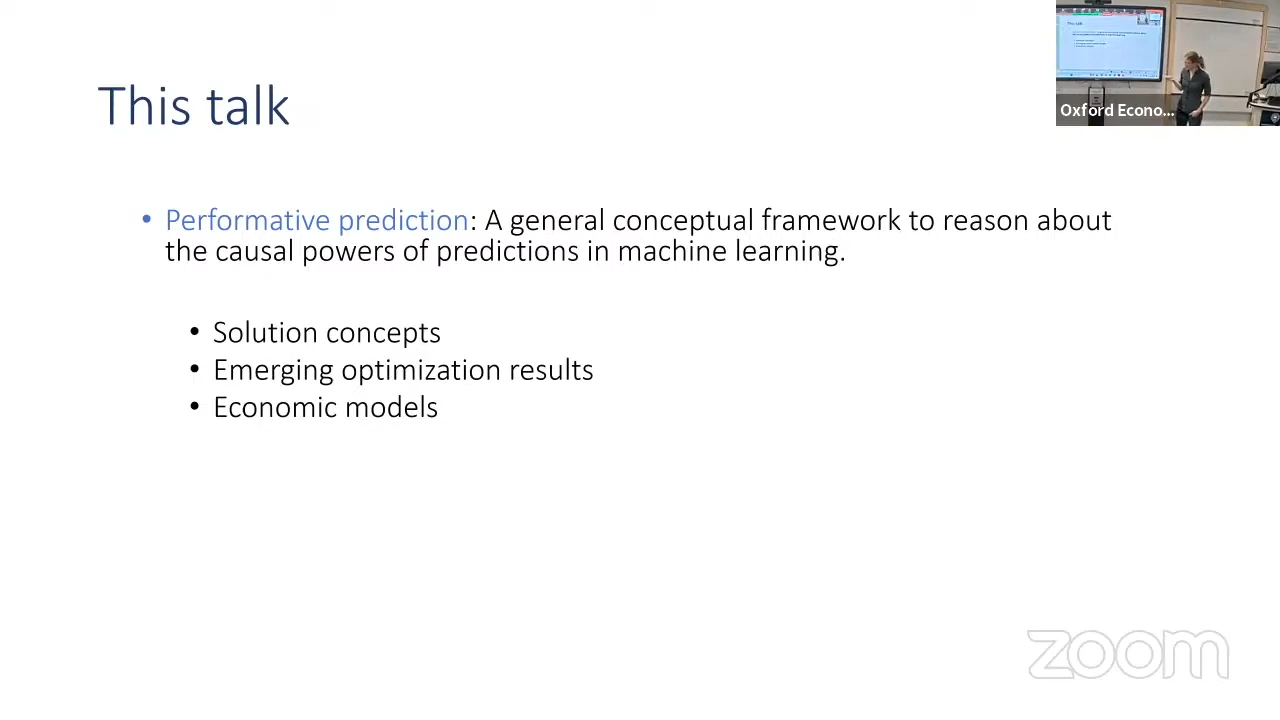 This talk
Oxford Econo...
• Performative prediction: A general conceptual framework to reason about
the causal powers of predictions in machine learning.
• Solution concepts
• Emerging optimization results
• Economic models
zoom